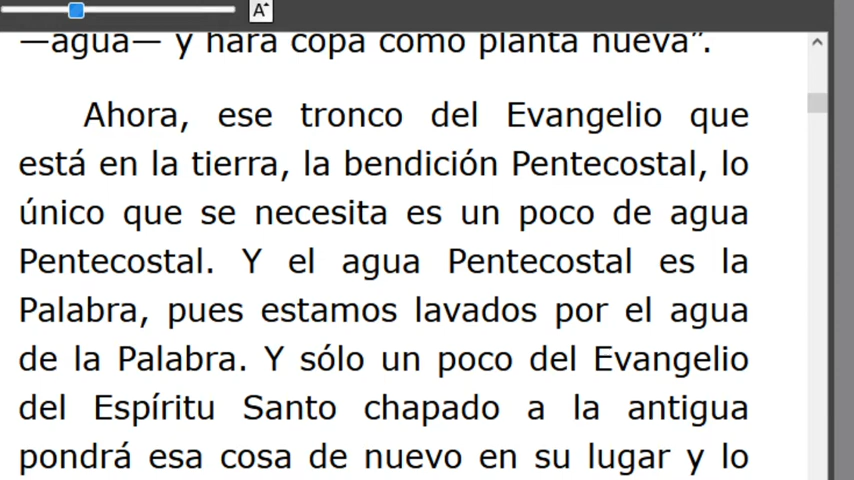 A
—agua— y hará copa como planta nueva”.
Ahora, ese tronco del Evangelio que
está en la tierra, la bendición Pentecostal, lo
único que se necesita es un poco de agua
Pentecostal. Y el agua Pentecostal es la
Palabra, pues estamos lavados por el agua
de la Palabra. Y sólo un poco del Evangelio
del Espíritu Santo chapado a la antigua
pondrá esa cosa de nuevo en su lugar y lo